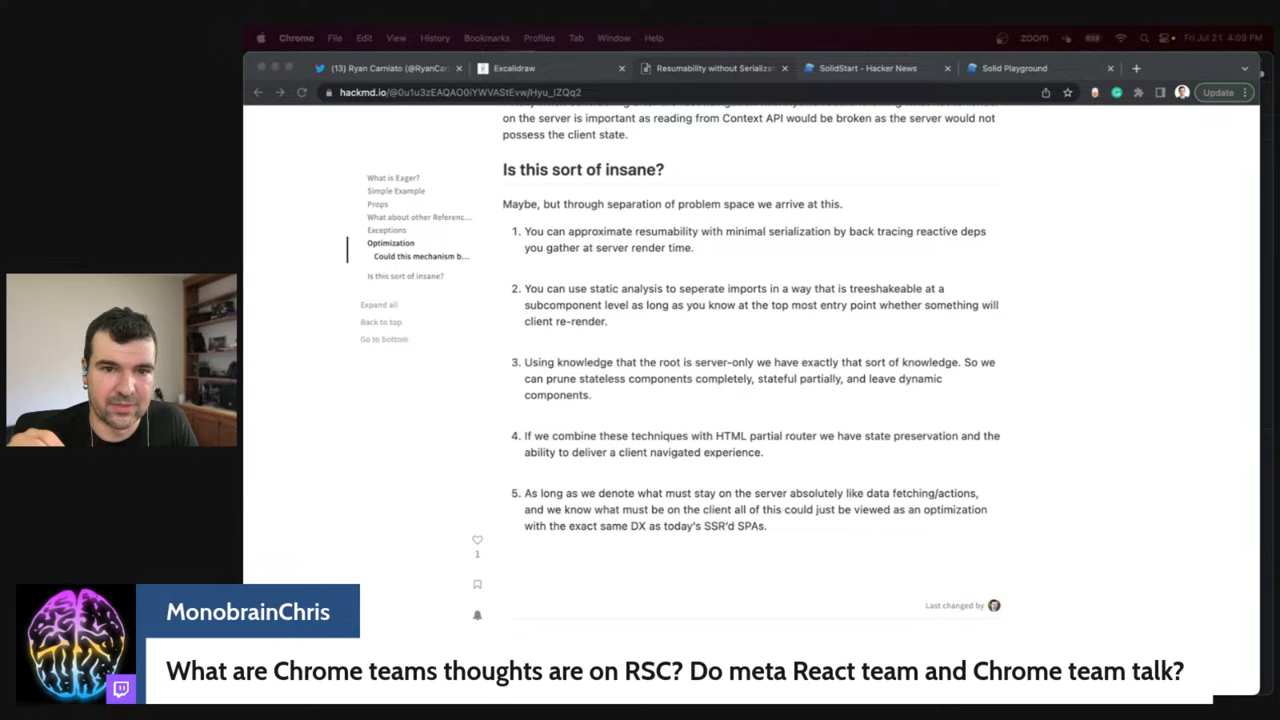 Chrome File Edit View History Bookmarks Profiles Tab Window Help
zoom
Fri Jul 21 4:09 PM
(13) Ryan Carniato (@RyanCar
Excalidraw
Resumability without Serializat
SolidStart - Hacker News
Solid Playground
Update
on the server is important as reading from Context API would be broken as the server would not
possess the client state.
What is Eager?
Simple Example
Props
What about other Referenc...
Exceptions
Optimization
Could this mechanism b...
Is this sort of insane?
Expand all
Back to top
Go to bottom
Is this sort of insane?
Maybe, but through separation of problem space we arrive at this.
1. You can approximate resumability with minimal serialization by back tracing reactive deps
you gather at server render time.
2. You can use static analysis to seperate imports in a way that is treeshakeable at a
subcomponent level as long as you know at the top most entry point whether something will
client re-render.
3. Using knowledge that the root is server-only we have exactly that sort of knowledge. So we
can prune stateless components completely, stateful partially, and leave dynamic
components.
4. If we combine these techniques with HTML partial router we have state preservation and the
ability to deliver a client navigated experience.
5. As long as we denote what must stay on the server absolutely like data fetching/actions,
and we know what must be on the client all of this could just be viewed as an optimization
with the exact same DX as today's SSR'd SPAs.
1
Last changed by
MonobrainChris
What are Chrome teams thoughts are on RSC? Do meta React team and Chrome team talk?